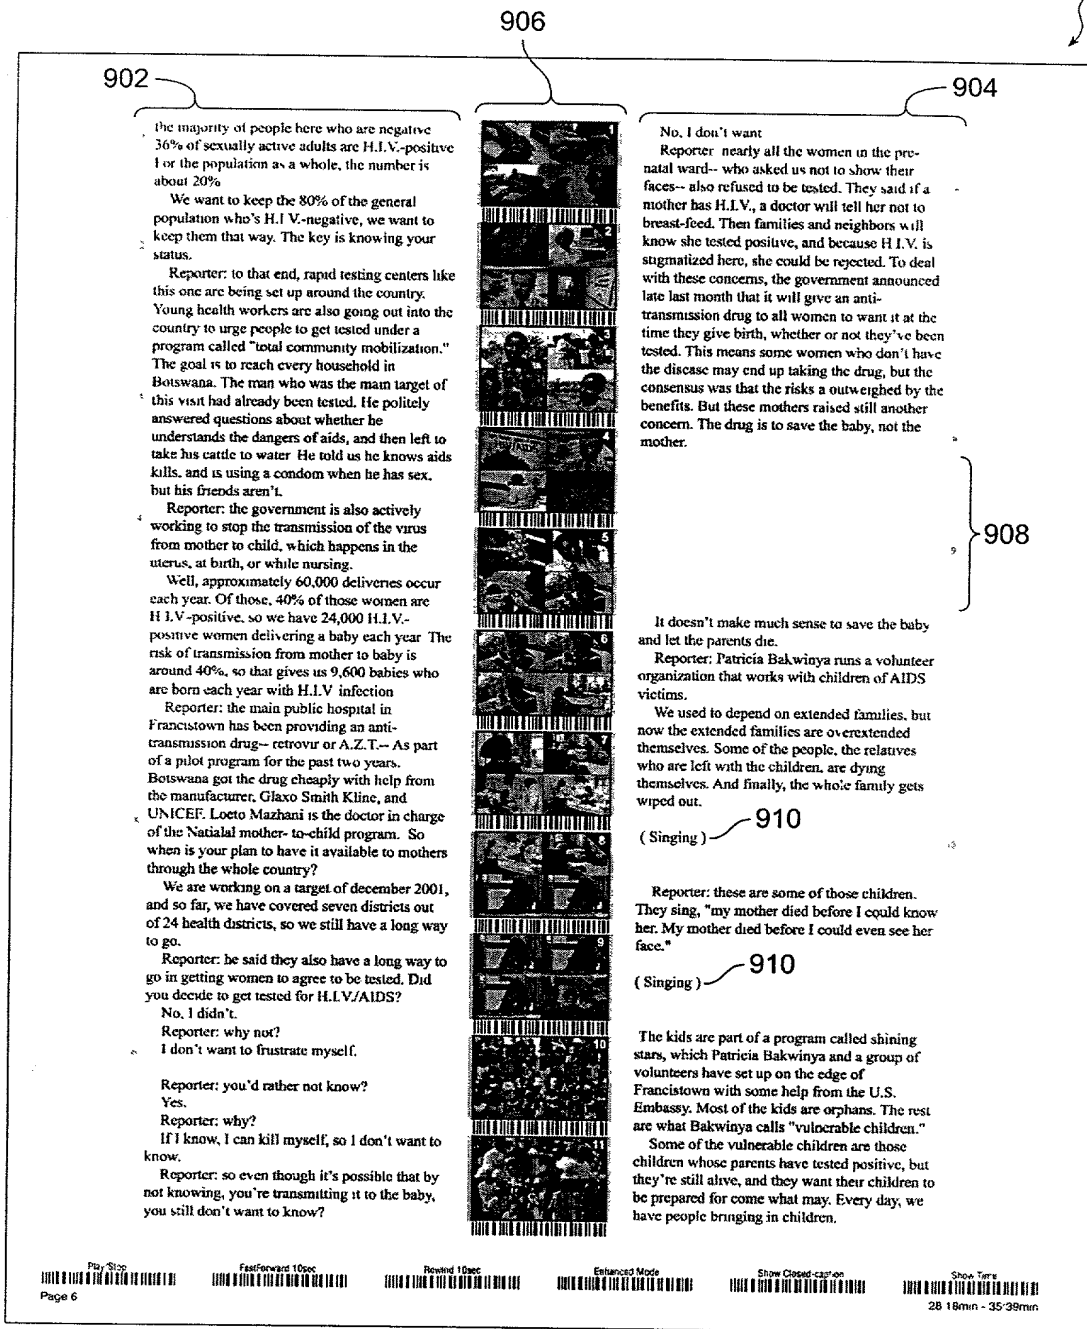 906
902
904
the majority of people here who are negative
36% of sexually active adults are H.I.V.-positive
For the population as a whole, the number is
about 20%
We want to keep the 80% of the general
population who's H.I V.-negative, we want to
keep them that way. The key is knowing your
status.
Reporter: to that end, rapid testing centers like
this one are being set up around the country.
Young health workers are also going out into the
country to urge people to get tested under a
program called "total community mobilization."
The goal is to reach every household in
Botswana. The man who was the main target of
this visit had already been tested. He politely
answered questions about whether he
understands the dangers of aids, and then left to
take his cattle to water He told us he knows aids
kills, and is using a condom when he has sex,
but his friends aren't.
Reporter: the government is also actively
working to stop the transmission of the virus
from mother to child, which happens in the
uterus, at birth, or while nursing.
Well, approximately 60,000 deliveries occur
each year. Of those, 40% of those women are
H I.V-positive, so we have 24,000 H.I.V.-
positive women delivering a baby each year The
risk of transmission from mother to baby is
around 40%, so that gives us 9,600 babies who
are born each year with H.I.V infection
Reporter: the main public hospital in
Francistown has been providing an anti-
transmission drug-- retrovir or A.Z.T.-- As part
of a pilot program for the past two years.
Botswana got the drug cheaply with help from
the manufacturer, Glaxo Smith Kline, and
UNICEF. Loeto Mazhani is the doctor in charge
of the Natialal mother- to-child program. So
when is your plan to have it available to mothers
through the whole country?
We are working on a target of december 2001,
and so far, we have covered seven districts out
of 24 health districts, so we still have a long way
to go.
Reporter: he said they also have a long way to
go in getting women to agree to be tested. Did
you decide to get tested for H.I.V./AIDS?
No, I didn't.
Reporter: why not?
I don't want to frustrate myself.
Reporter: you'd rather not know?
Yes.
Reporter: why?
If I know, I can kill myself, so I don't want to
know.
Reporter: so even though it's possible that by
not knowing, you're transmitting it to the baby,
you still don't want to know?
1
2
3
4
5
6
7
8
9
10
11
No, I don't want
Reporter nearly all the women in the pre-
natal ward-- who asked us not to show their
faces-- also refused to be tested. They said if a
mother has H.I.V., a doctor will tell her not to
breast-feed. Then families and neighbors will
know she tested positive, and because H I.V. is
stigmatized here, she could be rejected. To deal
with these concerns, the government announced
late last month that it will give an anti-
transmission drug to all women to want it at the
time they give birth, whether or not they've been
tested. This means some women who don't have
the disease may end up taking the drug, but the
consensus was that the risks a outweighed by the
benefits. But these mothers raised still another
concern. The drug is to save the baby, not the
mother.
908
It doesn't make much sense to save the baby
and let the parents die.
Reporter: Patricia Bakwinya runs a volunteer
organization that works with children of AIDS
victims.
We used to depend on extended families, but
now the extended families are overextended
themselves. Some of the people, the relatives
who are left with the children, are dying
themselves. And finally, the whole family gets
wiped out.
( Singing ) 910
Reporter: these are some of those children.
They sing, "my mother died before I could know
her. My mother died before I could even see her
face."
( Singing ) 910
The kids are part of a program called shining
stars, which Patricia Bakwinya and a group of
volunteers have set up on the edge of
Francistown with some help from the U.S.
Embassy. Most of the kids are orphans. The rest
are what Bakwinya calls "vulnerable children."
Some of the vulnerable children are those
children whose parents have tested positive, but
they're still alive, and they want their children to
be prepared for come what may. Every day, we
have people bringing in children.
Play/Stop FastForward 10sec Rewind 10sec Enhanced Mode Show Closed-caption Show Time
Page 6
28 18min - 35:39min